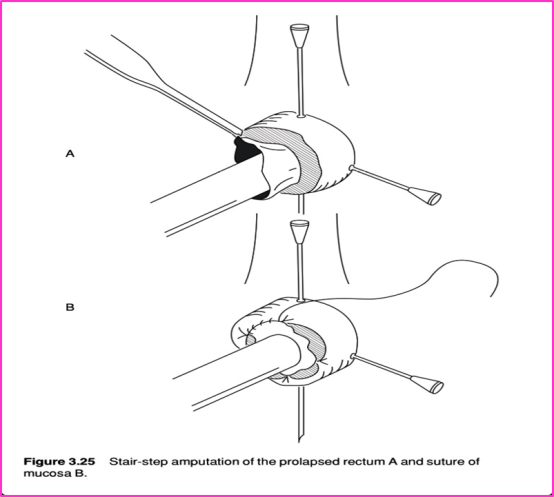 A
B
Figure 3.25 Stair-step amputation of the prolapsed rectum A and suture of
mucosa B.